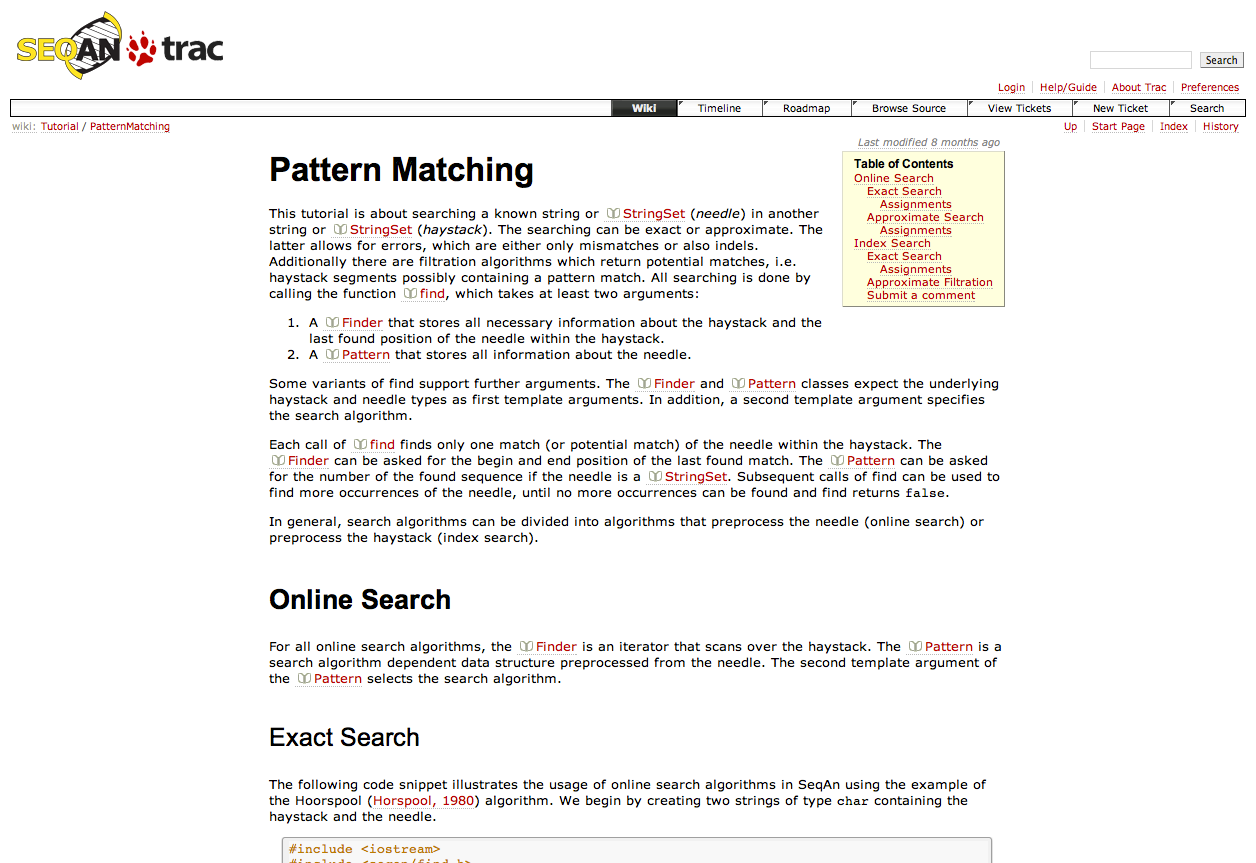 SEQAN trac
Search
Login Help/Guide About Trac Preferences
Wiki Timeline Roadmap Browse Source View Tickets New Ticket Search
wiki: Tutorial / PatternMatching
Up Start Page Index History
Last modified 8 months ago
Pattern Matching
Table of Contents
Online Search
Exact Search
Assignments
Approximate Search
Assignments
Index Search
Exact Search
Assignments
Approximate Filtration
Submit a comment
This tutorial is about searching a known string or StringSet (needle) in another
string or StringSet (haystack). The searching can be exact or approximate. The
latter allows for errors, which are either only mismatches or also indels.
Additionally there are filtration algorithms which return potential matches, i.e.
haystack segments possibly containing a pattern match. All searching is done by
calling the function find, which takes at least two arguments:
1. A Finder that stores all necessary information about the haystack and the
last found position of the needle within the haystack.
2. A Pattern that stores all information about the needle.
Some variants of find support further arguments. The Finder and Pattern classes expect the underlying
haystack and needle types as first template arguments. In addition, a second template argument specifies
the search algorithm.
Each call of find finds only one match (or potential match) of the needle within the haystack. The
Finder can be asked for the begin and end position of the last found match. The Pattern can be asked
for the number of the found sequence if the needle is a StringSet. Subsequent calls of find can be used to
find more occurrences of the needle, until no more occurrences can be found and find returns false.
In general, search algorithms can be divided into algorithms that preprocess the needle (online search) or
preprocess the haystack (index search).
Online Search
For all online search algorithms, the Finder is an iterator that scans over the haystack. The Pattern is a
search algorithm dependent data structure preprocessed from the needle. The second template argument of
the Pattern selects the search algorithm.
Exact Search
The following code snippet illustrates the usage of online search algorithms in SeqAn using the example of
the Hoorspool (Horspool, 1980) algorithm. We begin by creating two strings of type char containing the
haystack and the needle.
#include <iostream>
#include <seqan/find.h>